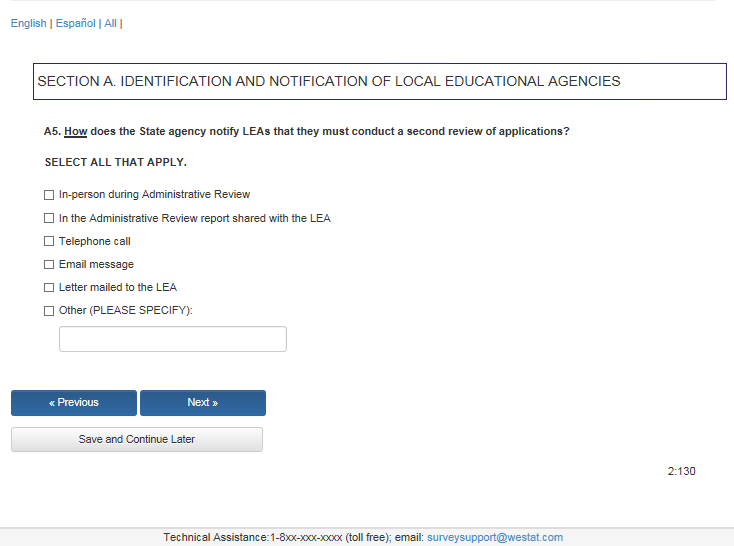 English | Español | All |
SECTION A. IDENTIFICATION AND NOTIFICATION OF LOCAL EDUCATIONAL AGENCIES
A5. How does the State agency notify LEAs that they must conduct a second review of applications?
SELECT ALL THAT APPLY.
In-person during Administrative Review
In the Administrative Review report shared with the LEA
Telephone call
Email message
Letter mailed to the LEA
Other (PLEASE SPECIFY):
« Previous
Next »
Save and Continue Later
2:130
Technical Assistance:1-8xx-xxx-xxxx (toll free); email: surveysupport@westat.com